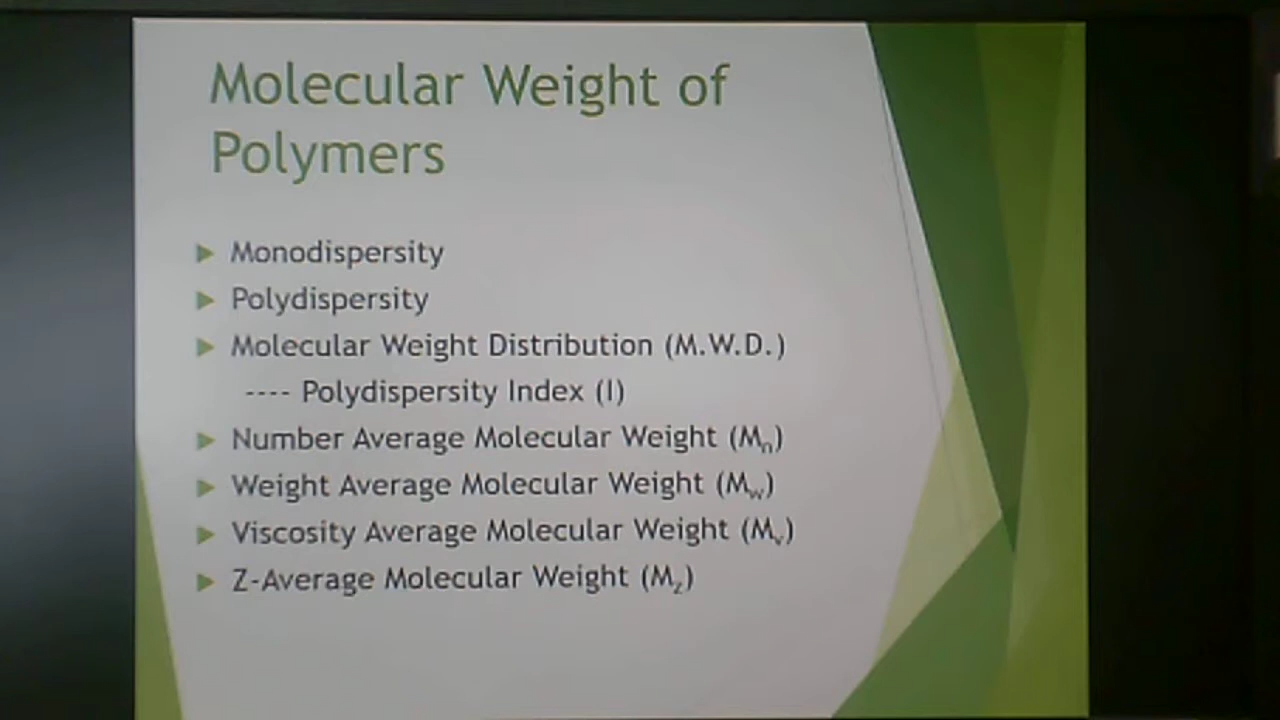 Molecular Weight of
Polymers
Monodispersity
Polydispersity
Molecular Weight Distribution (M.W.D.)
---- Polydispersity Index (I)
Number Average Molecular Weight (Mn)
Weight Average Molecular Weight (Mw)
Viscosity Average Molecular Weight (Mv)
Z-Average Molecular Weight (Mz)